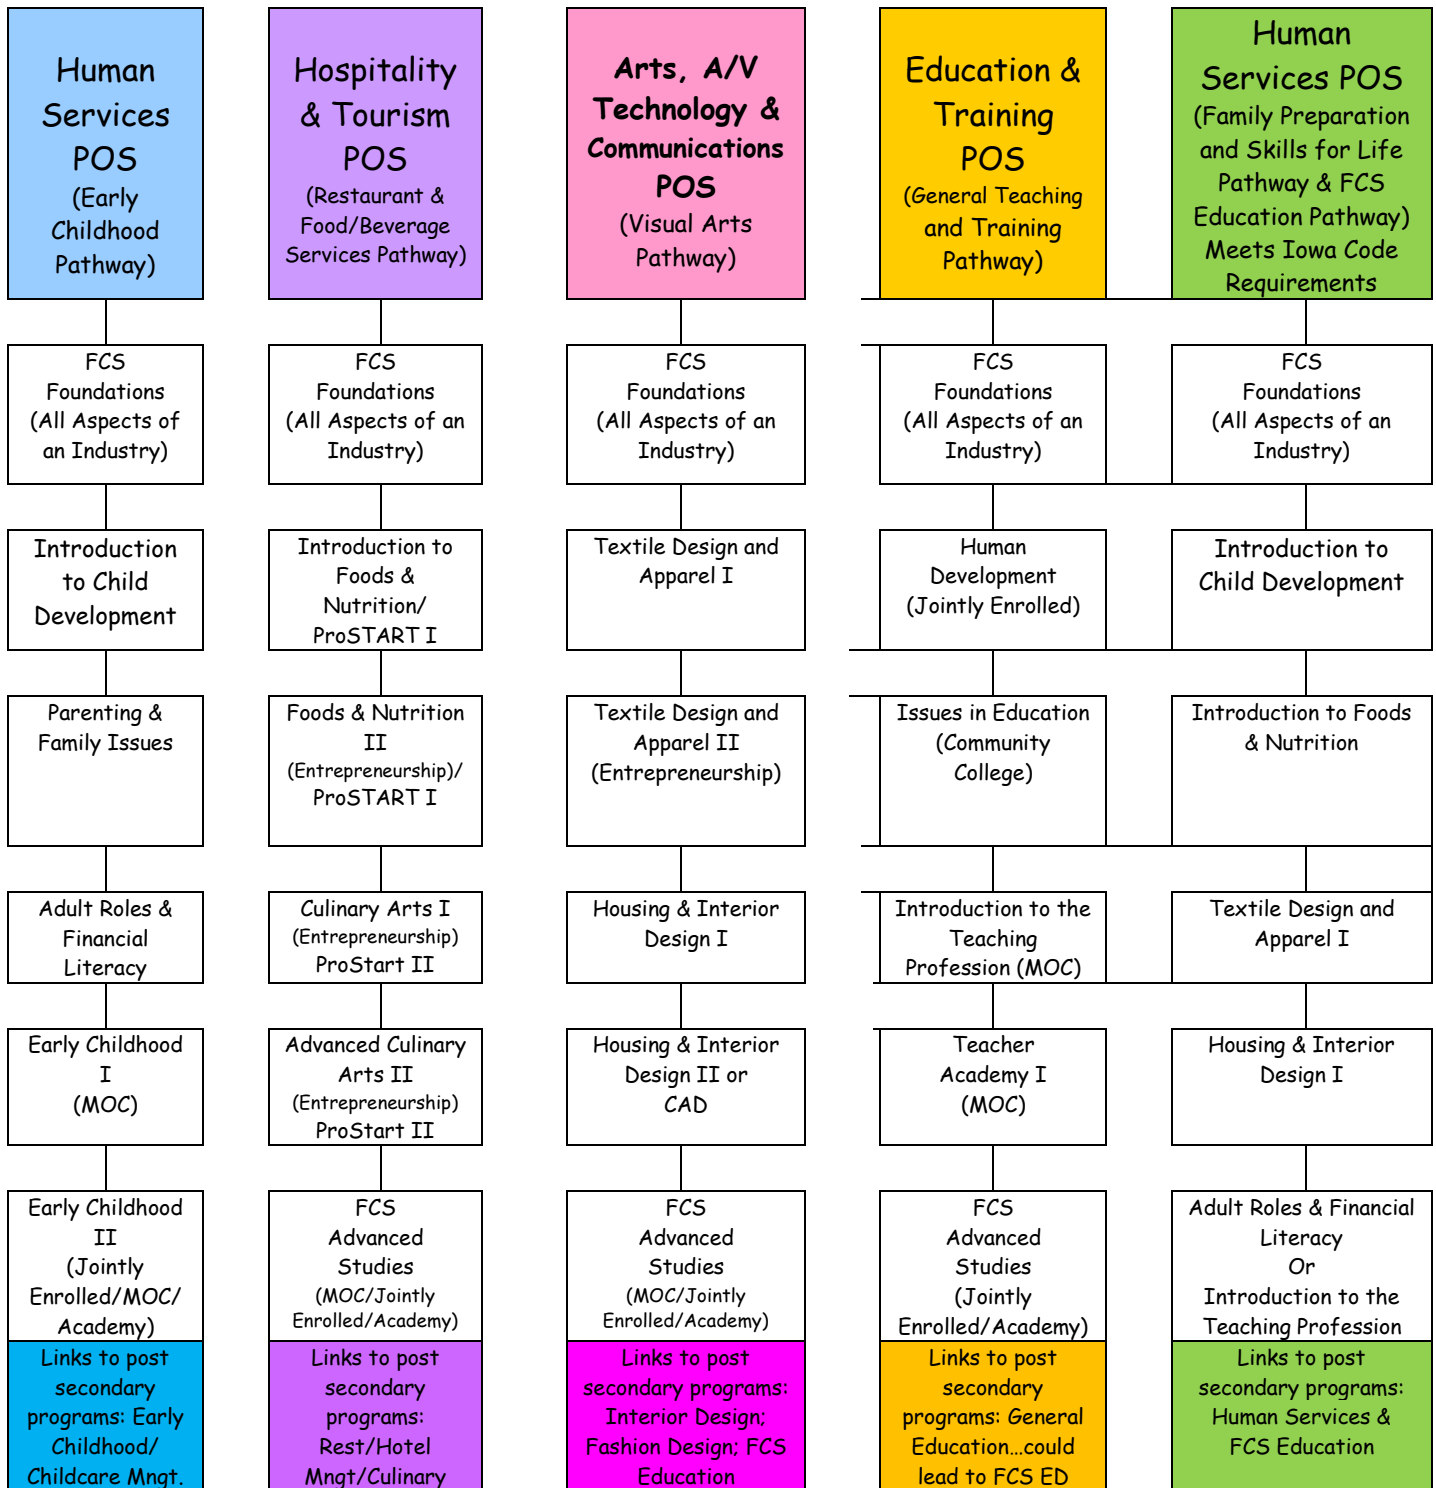 Human
Services
POS
(Early
Childhood
Pathway)
Hospitality
& Tourism
POS
(Restaurant &
Food/Beverage
Services Pathway)
Arts, A/V
Technology &
Communications
POS
(Visual Arts
Pathway)
Education &
Training
POS
(General Teaching
and Training
Pathway)
Human
Services POS
(Family Preparation
and Skills for Life
Pathway & FCS
Education Pathway)
Meets Iowa Code
Requirements
FCS
Foundations
(All Aspects of
an Industry)
FCS
Foundations
(All Aspects of an
Industry)
FCS
Foundations
(All Aspects of an
Industry)
FCS
Foundations
(All Aspects of an
Industry)
FCS
Foundations
(All Aspects of an
Industry)
Introduction
to Child
Development
Introduction to
Foods &
Nutrition/
ProSTART I
Textile Design and
Apparel I
Human
Development
(Jointly Enrolled)
Introduction to
Child Development
Parenting &
Family Issues
Foods & Nutrition
II
(Entrepreneurship)/
ProSTART I
Textile Design and
Apparel II
(Entrepreneurship)
Issues in Education
(Community
College)
Introduction to Foods
& Nutrition
Adult Roles &
Financial
Literacy
Culinary Arts I
(Entrepreneurship)
ProStart II
Housing & Interior
Design I
Introduction to the
Teaching
Profession (MOC)
Textile Design and
Apparel I
Early Childhood
I
(MOC)
Advanced Culinary
Arts II
(Entrepreneurship)
ProStart II
Housing & Interior
Design II or
CAD
Teacher
Academy I
(MOC)
Housing & Interior
Design I
Early Childhood
II
(Jointly
Enrolled/MOC/
Academy)
FCS
Advanced
Studies
(MOC/Jointly
Enrolled/Academy)
FCS
Advanced
Studies
(MOC/Jointly
Enrolled/Academy)
FCS
Advanced
Studies
(Jointly
Enrolled/Academy)
Adult Roles & Financial
Literacy
Or
Introduction to the
Teaching Profession
Links to post
secondary
programs: Early
Childhood/
Childcare Mngt.
Links to post
secondary
programs:
Rest/Hotel
Mngt/Culinary
Links to post
secondary programs:
Interior Design;
Fashion Design; FCS
Education
Links to post
secondary
programs: General
Education…could
lead to FCS ED
Links to post
secondary programs:
Human Services &
FCS Education